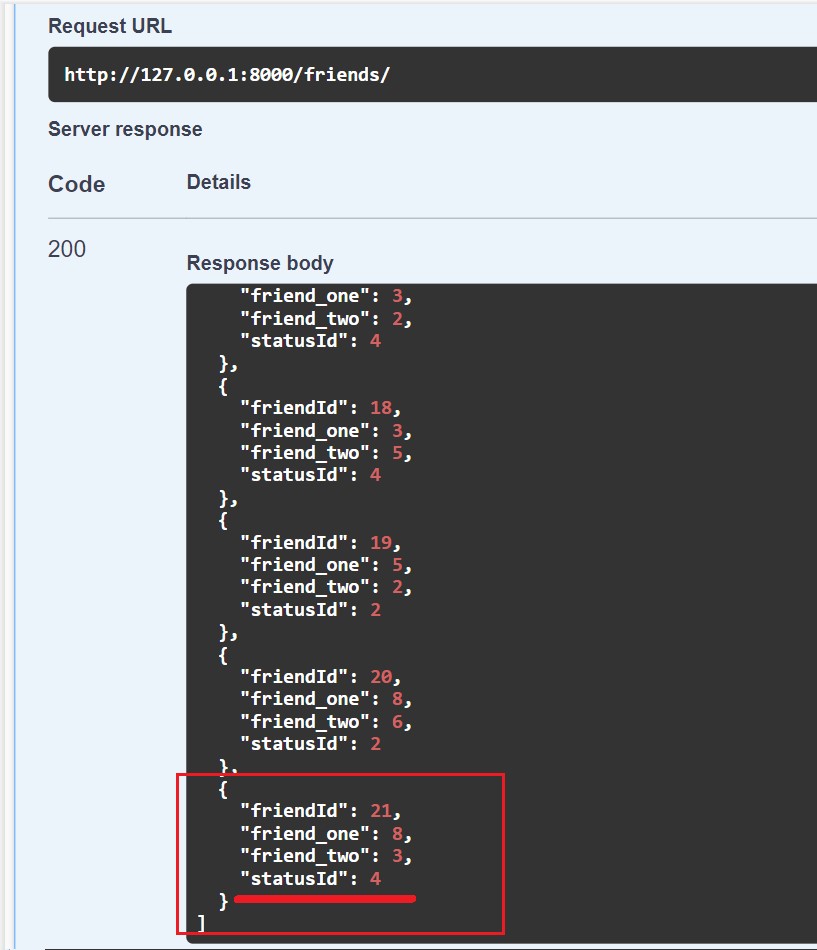 Request URL
http://127.0.0.1:8000/friends/
Server response
Code Details
200
Response body
"friend_one": 3,
"friend_two": 2,
"statusId": 4
},
{
"friendId": 18,
"friend_one": 3,
"friend_two": 5,
"statusId": 4
},
{
"friendId": 19,
"friend_one": 5,
"friend_two": 2,
"statusId": 2
},
{
"friendId": 20,
"friend_one": 8,
"friend_two": 6,
"statusId": 2
},
{
"friendId": 21,
"friend_one": 8,
"friend_two": 3,
"statusId": 4
}
]